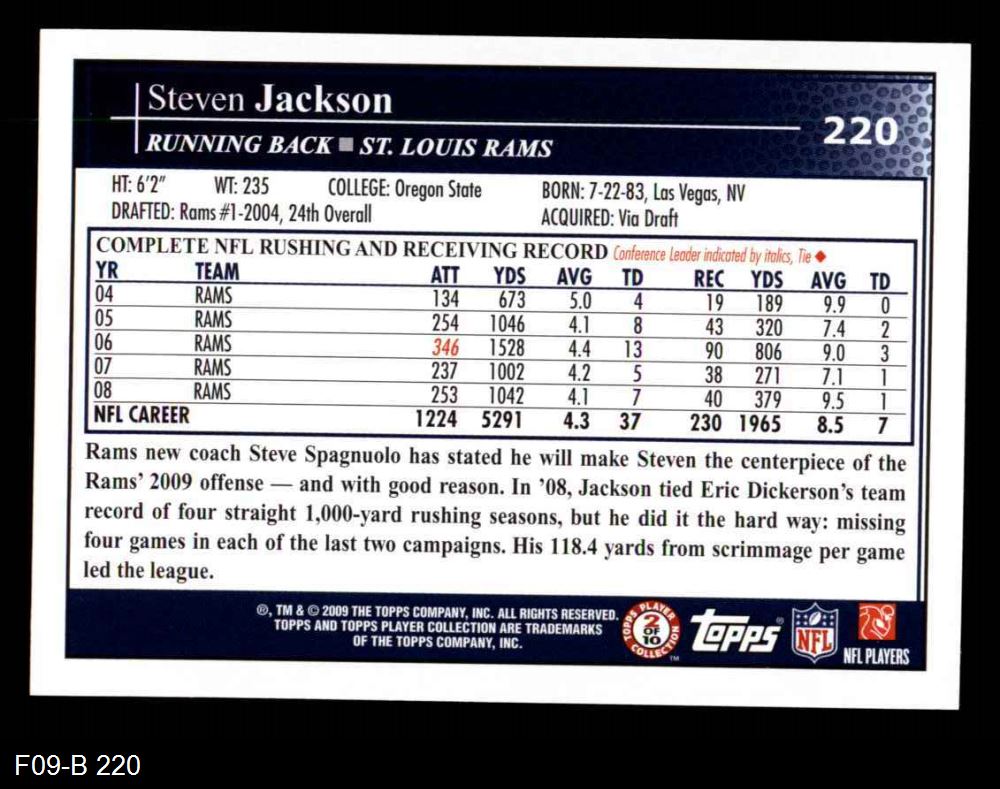 Steven Jackson
220
RUNNING BACK ■ ST. LOUIS RAMS
HT: 6'2" WT: 235 COLLEGE: Oregon State BORN: 7-22-83, Las Vegas, NV
DRAFTED: Rams #1-2004, 24th Overall ACQUIRED: Via Draft
COMPLETE NFL RUSHING AND RECEIVING RECORD Conference Leader indicated by italics, Tie ◆
YR TEAM ATT YDS AVG TD REC YDS AVG TD
04 RAMS 134 673 5.0 4 19 189 9.9 0
05 RAMS 254 1046 4.1 8 43 320 7.4 2
06 RAMS 346 1528 4.4 13 90 806 9.0 3
07 RAMS 237 1002 4.2 5 38 271 7.1 1
08 RAMS 253 1042 4.1 7 40 379 9.5 1
NFL CAREER 1224 5291 4.3 37 230 1965 8.5 7
Rams new coach Steve Spagnuolo has stated he will make Steven the centerpiece of the
Rams' 2009 offense — and with good reason. In '08, Jackson tied Eric Dickerson's team
record of four straight 1,000-yard rushing seasons, but he did it the hard way: missing
four games in each of the last two campaigns. His 118.4 yards from scrimmage per game
led the league.
®, TM & © 2009 THE TOPPS COMPANY, INC. ALL RIGHTS RESERVED.
TOPPS AND TOPPS PLAYER COLLECTION ARE TRADEMARKS
OF THE TOPPS COMPANY, INC.
TOPPS PLAYER COLLECTION
2
OF
10
TM
topps®
NFL
NFL PLAYERS
F09-B 220